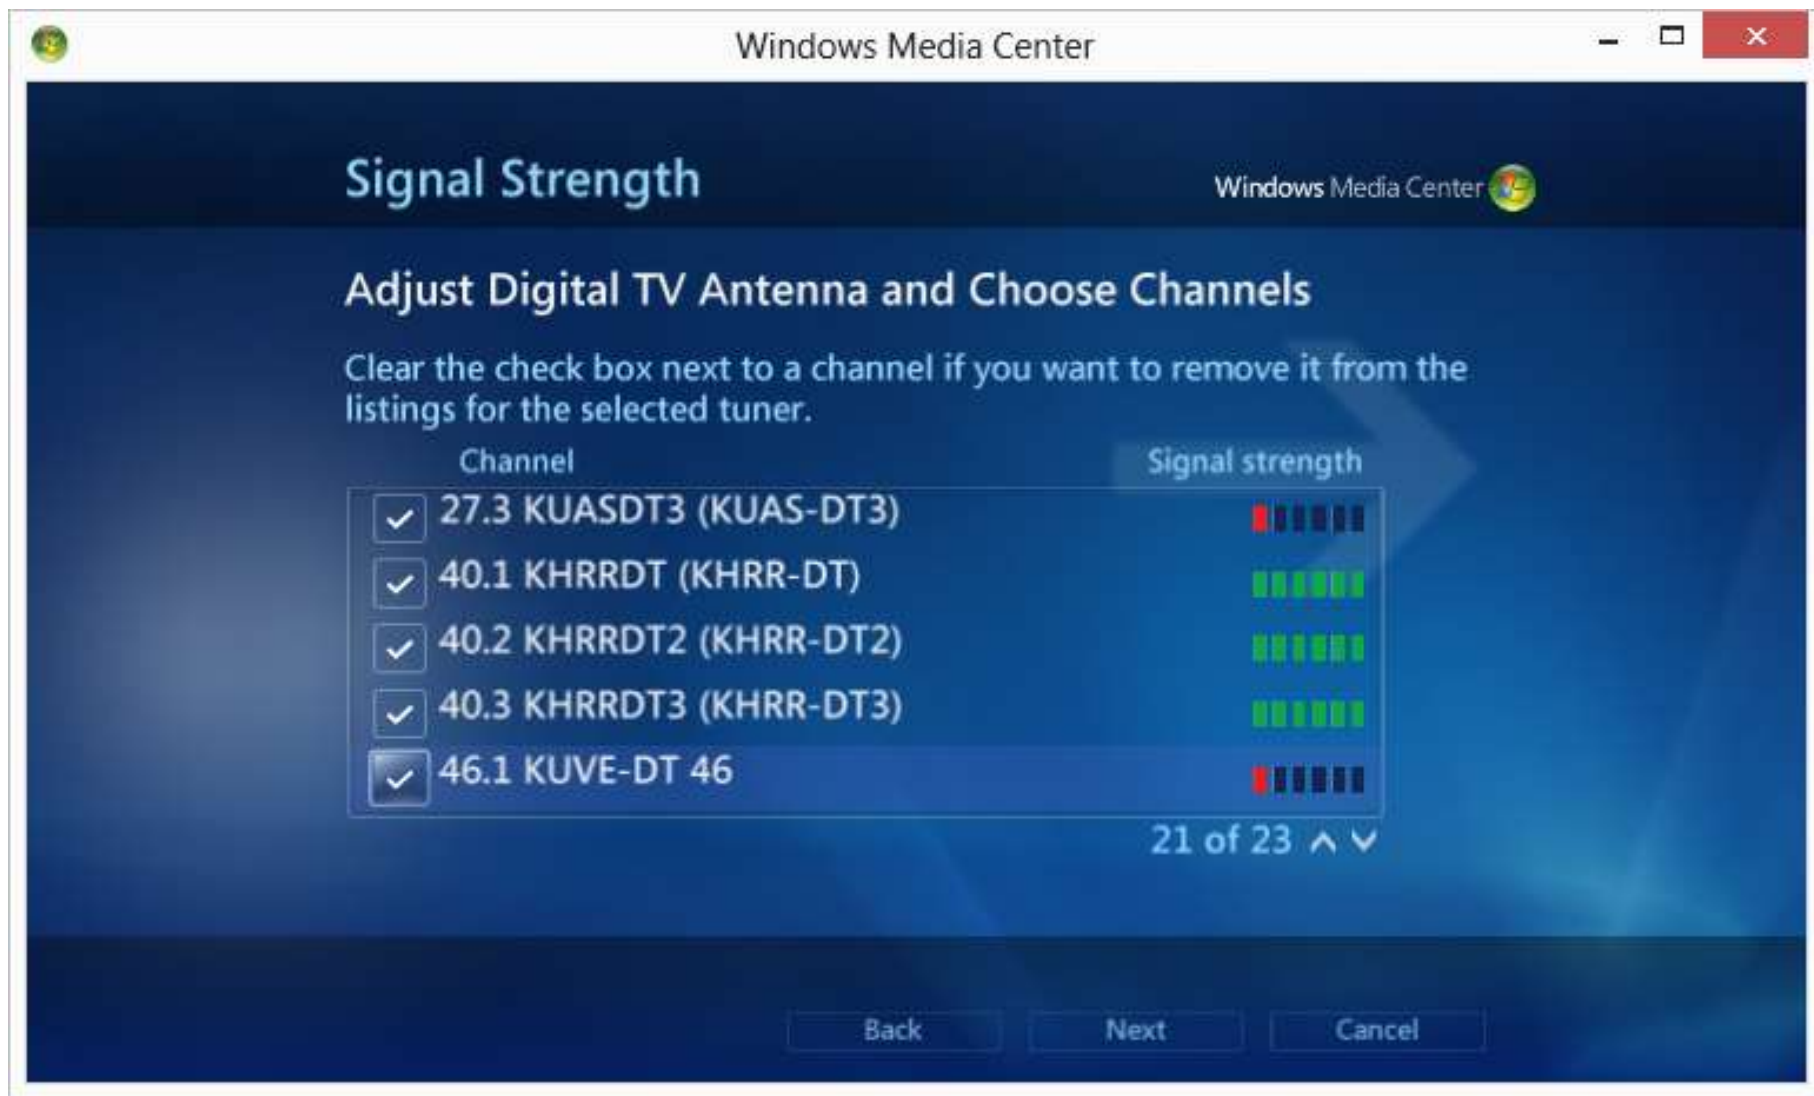 Windows Media Center
Signal Strength
Windows Media Center
Adjust Digital TV Antenna and Choose Channels
Clear the check box next to a channel if you want to remove it from the
listings for the selected tuner.
Channel Signal strength
27.3 KUASDT3 (KUAS-DT3)
40.1 KHRRDT (KHRR-DT)
40.2 KHRRDT2 (KHRR-DT2)
40.3 KHRRDT3 (KHRR-DT3)
46.1 KUVE-DT 46
21 of 23
Back Next Cancel